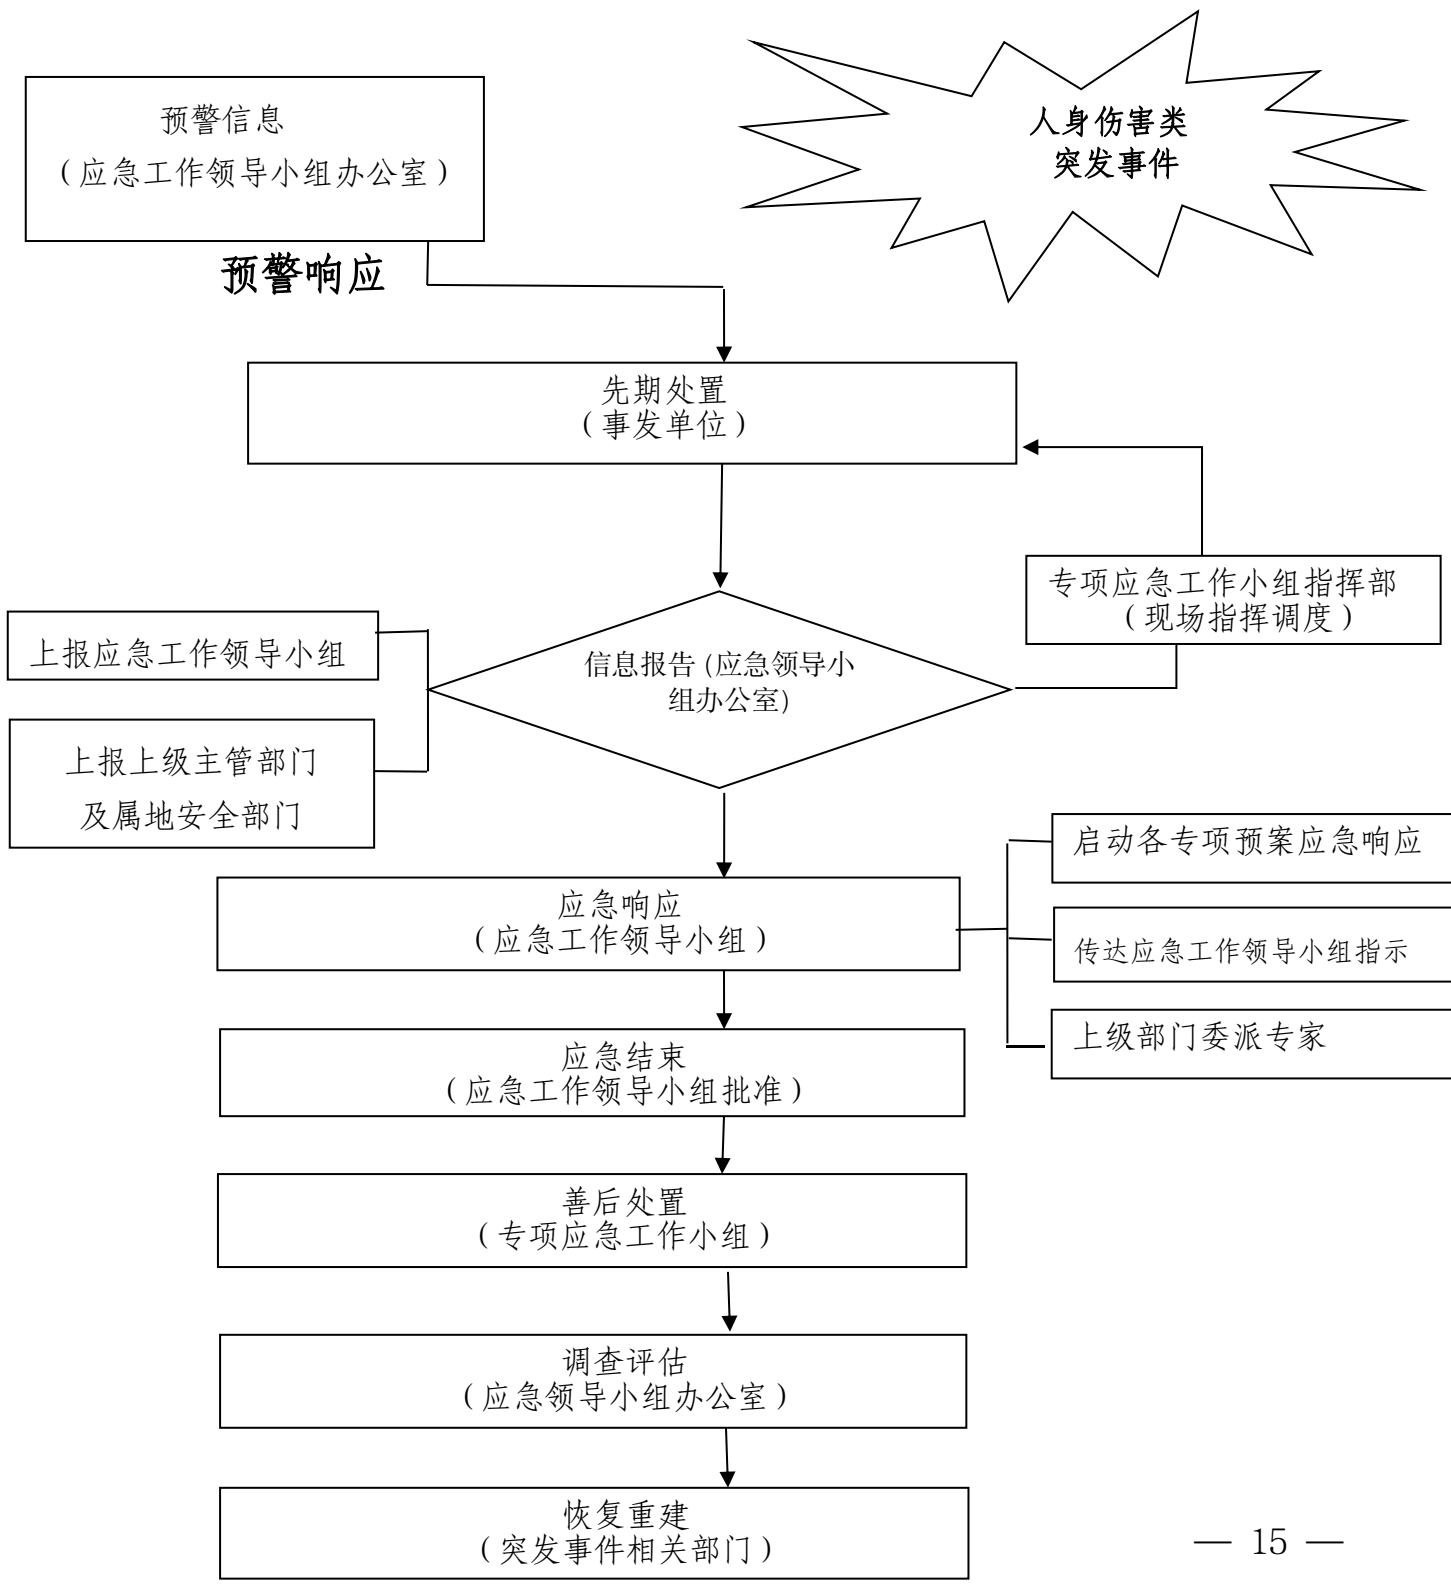 人身伤害类
突发事件
预警信息
（应急工作领导小组办公室）
预警响应
先期处置
（事发单位）
专项应急工作小组指挥部
（现场指挥调度）
上报应急工作领导小组
信息报告(应急领导小
组办公室)
上报上级主管部门
及属地安全部门
启动各专项预案应急响应
应急响应
（应急工作领导小组）
传达应急工作领导小组指示
上级部门委派专家
应急结束
（应急工作领导小组批准）
善后处置
（专项应急工作小组）
调查评估
（应急领导小组办公室）
恢复重建
（突发事件相关部门）
— 15 —